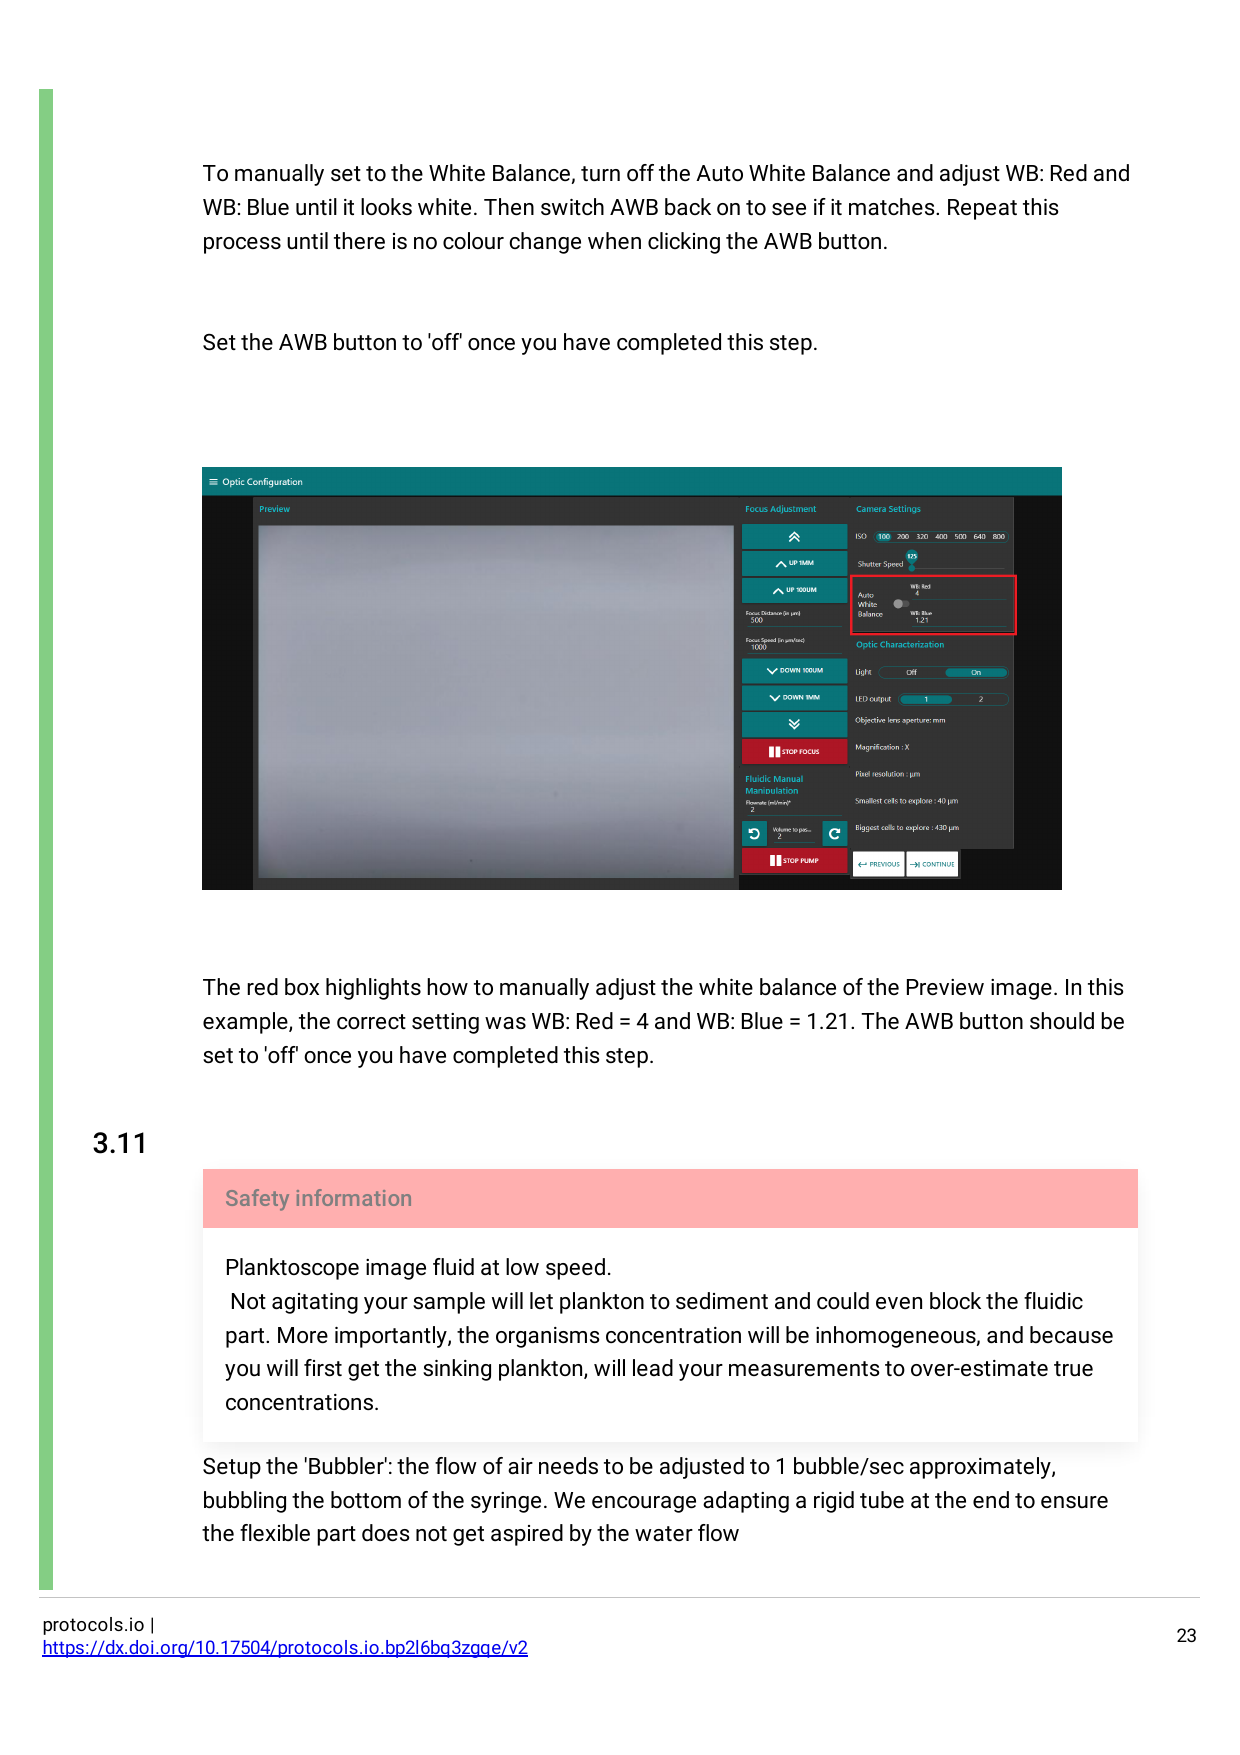 To manually set to the White Balance, turn off the Auto White Balance and adjust WB: Red and
WB: Blue until it looks white. Then switch AWB back on to see if it matches. Repeat this
process until there is no colour change when clicking the AWB button.
Set the AWB button to 'off' once you have completed this step.
Optic Configuration
Preview
Focus Adjustment
UP 1MM
UP 100UM
Focus Distance (in µm)
500
Focus Speed (in µm/sec)
1000
DOWN 100UM
DOWN 1MM
STOP FOCUS
Fluidic Manual
Manipulation
Flowrate (ml/min)*
2
Volume to pas...
2
STOP PUMP
Camera Settings
ISO 100 200 320 400 500 640 800
Shutter Speed 125
Auto
White
Balance
WB: Red
4
WB: Blue
1.21
Optic Characterization
Light Off On
LED output 1 2
Objective lens aperture: mm
Magnification : X
Pixel resolution : µm
Smallest cells to explore : 40 µm
Biggest cells to explore : 430 µm
PREVIOUS CONTINUE
The red box highlights how to manually adjust the white balance of the Preview image. In this
example, the correct setting was WB: Red = 4 and WB: Blue = 1.21. The AWB button should be
set to 'off' once you have completed this step.
3.11
Safety information
Planktoscope image fluid at low speed.
Not agitating your sample will let plankton to sediment and could even block the fluidic
part. More importantly, the organisms concentration will be inhomogeneous, and because
you will first get the sinking plankton, will lead your measurements to over-estimate true
concentrations.
Setup the 'Bubbler': the flow of air needs to be adjusted to 1 bubble/sec approximately,
bubbling the bottom of the syringe. We encourage adapting a rigid tube at the end to ensure
the flexible part does not get aspired by the water flow
protocols.io |
https://dx.doi.org/10.17504/protocols.io.bp2l6bq3zgqe/v2
23